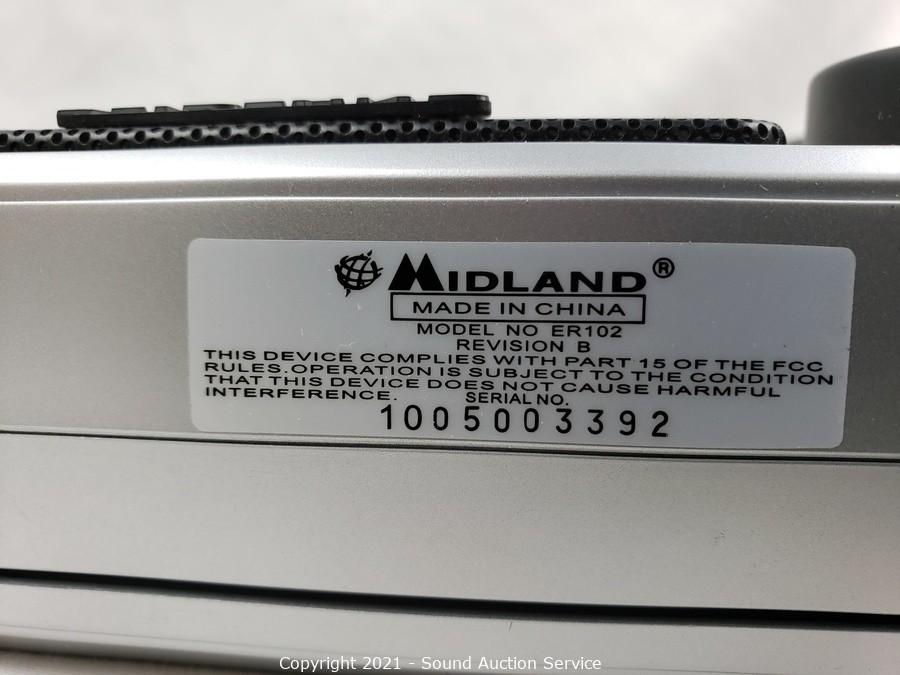 MIDLAND®
MADE IN CHINA
MODEL NO ER102
REVISION B
THIS DEVICE COMPLIES WITH PART 15 OF THE FCC
RULES.OPERATION IS SUBJECT TO THE CONDITION
THAT THIS DEVICE DOES NOT CAUSE HARMFUL
INTERFERENCE. SERIAL NO.
1005003392
Copyright 2021 - Sound Auction Service